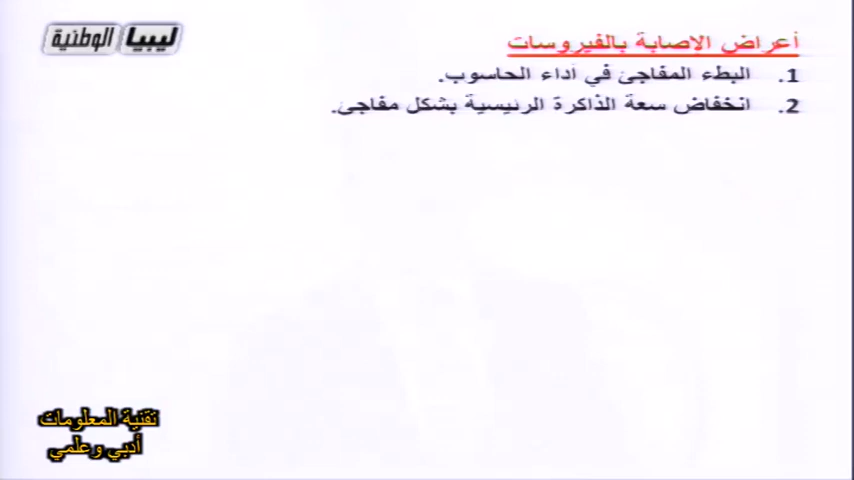 ليبيا الوطنية
أعراض الاصابة بالفيروسات
1. البطء المفاجئ في أداء الحاسوب.
2. انخفاض سعة الذاكرة الرئيسية بشكل مفاجئ.
تقنية المعلومات
أدبي وعلمي